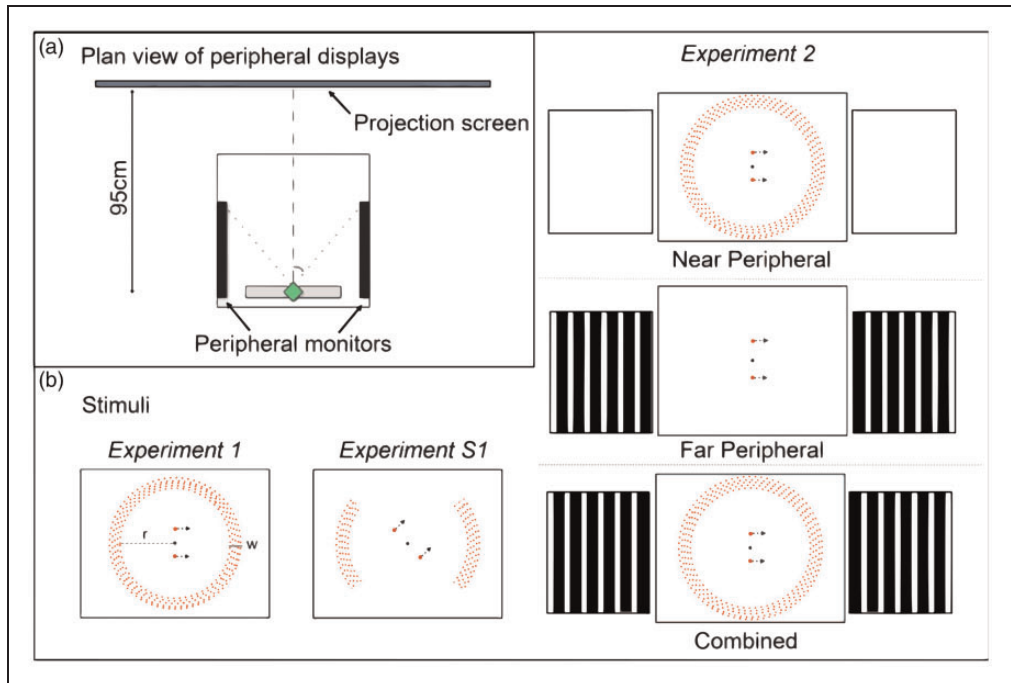 (a)
Plan view of peripheral displays
Projection screen
95cm
Peripheral monitors
(b)
Stimuli
Experiment 1
r
w
Experiment S1
Experiment 2
Near Peripheral
Far Peripheral
Combined